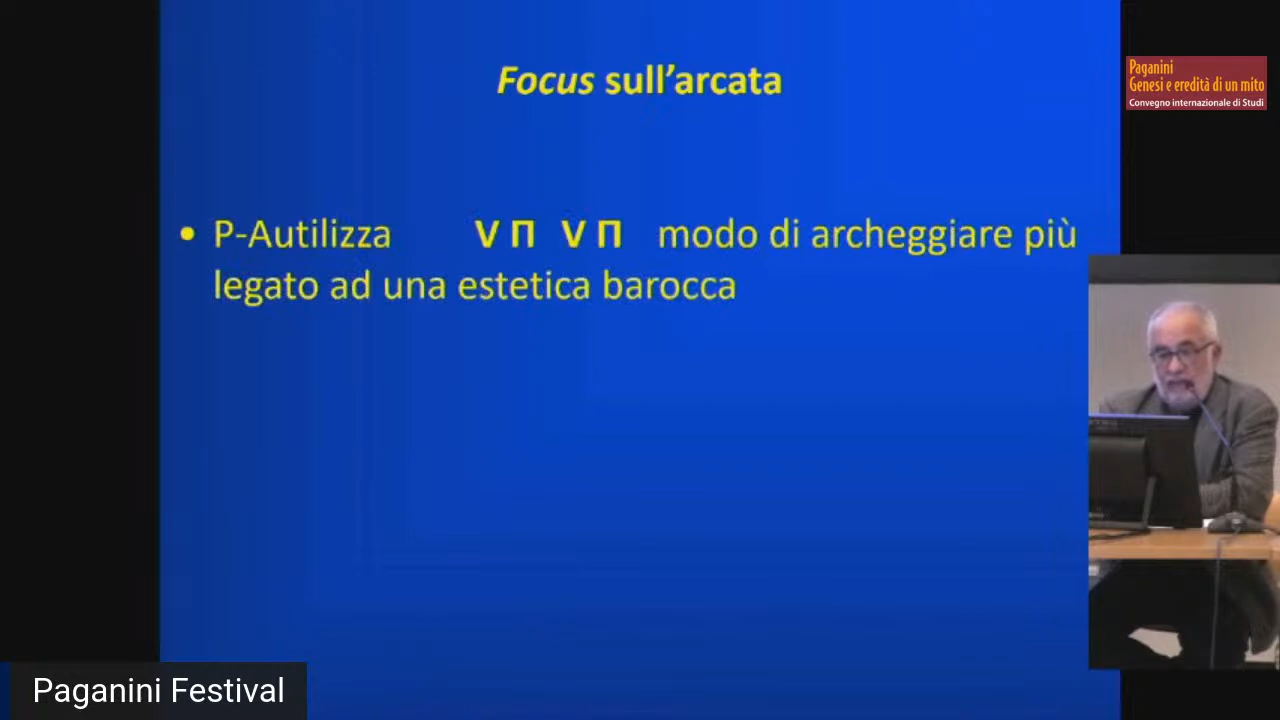 Focus sull’arcata
Paganini
Genesi e eredità di un mito
Convegno internazionale di Studi
• P-Autilizza V Π V Π modo di archeggiare più
legato ad una estetica barocca
Paganini Festival